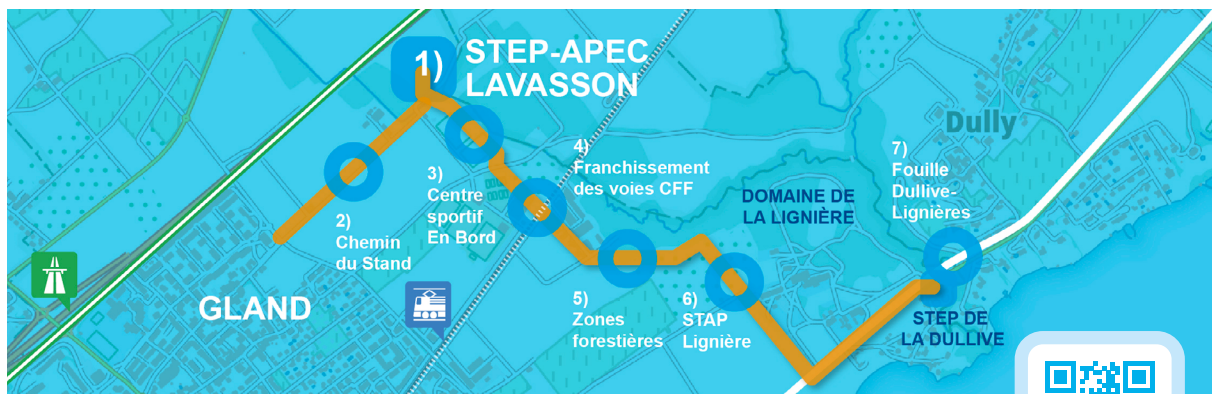 1)
STEP-APEC
LAVASSON
2)
Chemin
du Stand
3)
Centre
sportif
En Bord
4)
Franchissement
des voies CFF
5)
Zones
forestières
6)
STAP
Lignière
7)
Fouille
Dullive-
Lignières
GLAND
DOMAINE DE
LA LIGNIÈRE
Dully
STEP DE
LA DULLIVE